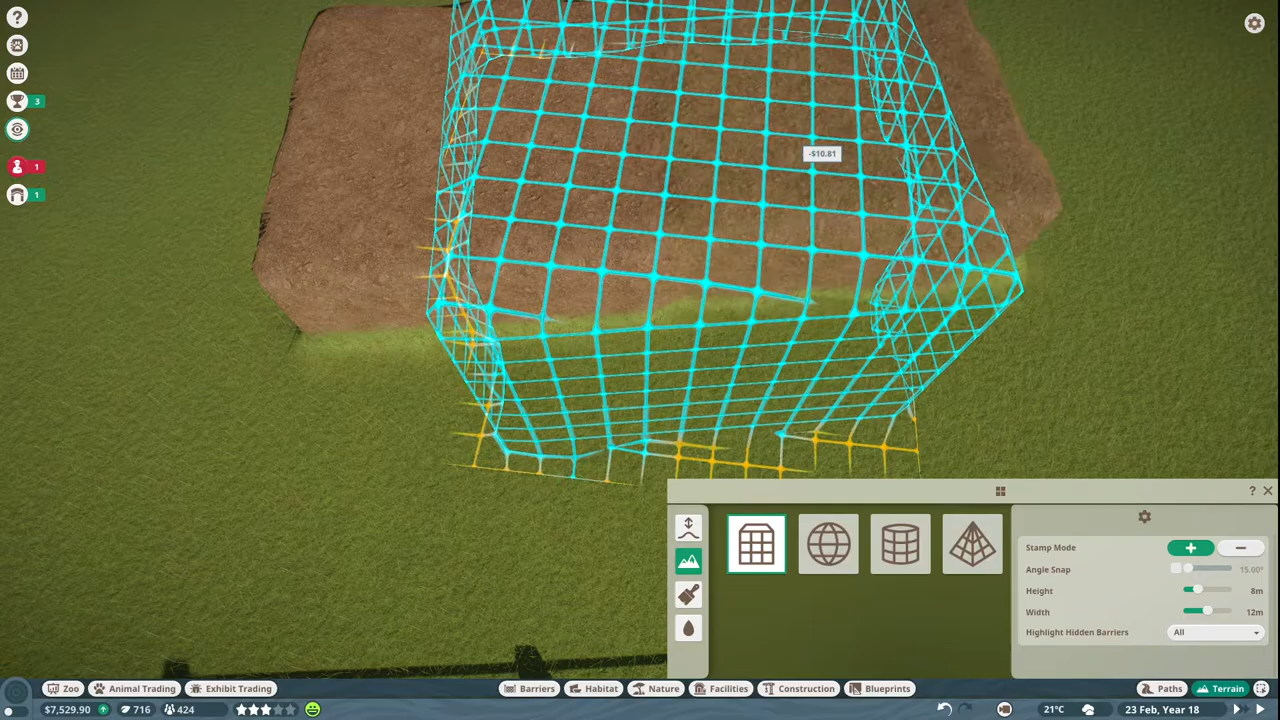 ?
3
1
1
-$10.81
?
Stamp Mode
+
−
Angle Snap
15.00°
Height
8m
Width
12m
Highlight Hidden Barriers
All
Zoo
Animal Trading
Exhibit Trading
Barriers
Habitat
Nature
Facilities
Construction
Blueprints
Paths
Terrain
$7,529.90
716
424
21°C
23 Feb, Year 18